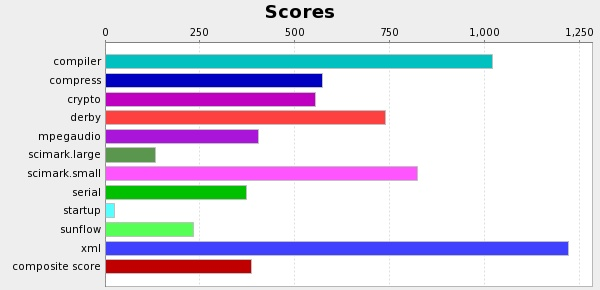 Scores
0 250 500 750 1,000 1,250
compiler
compress
crypto
derby
mpegaudio
scimark.large
scimark.small
serial
startup
sunflow
xml
composite score